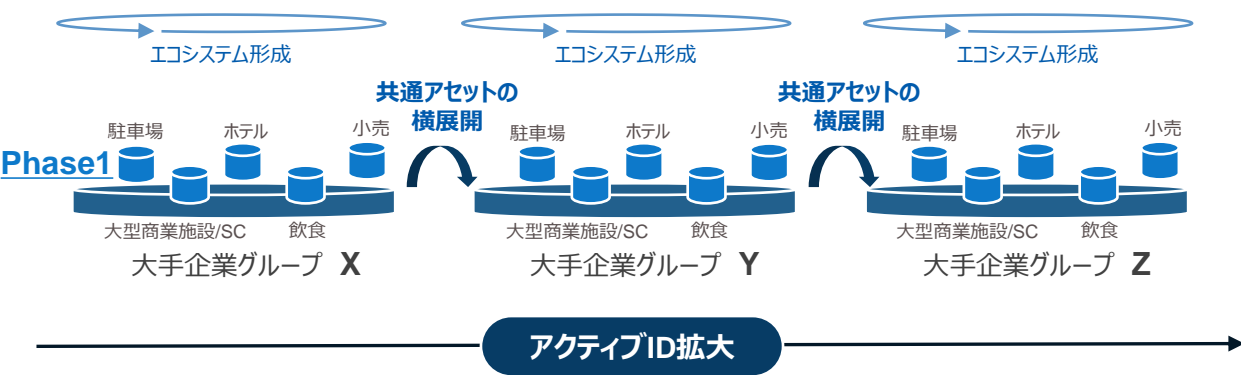 エコシステム形成
エコシステム形成
エコシステム形成
共通アセットの
横展開
共通アセットの
横展開
Phase1
駐車場
ホテル
小売
大型商業施設/SC
飲食
大手企業グループ X
駐車場
ホテル
小売
大型商業施設/SC
飲食
大手企業グループ Y
駐車場
ホテル
小売
大型商業施設/SC
飲食
大手企業グループ Z
アクティブID拡大